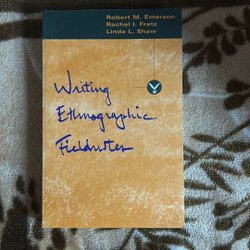 Robert M. Emerson
Rachel I. Fretz
Linda L. Shaw
Writing
Ethnographic
Fieldnotes